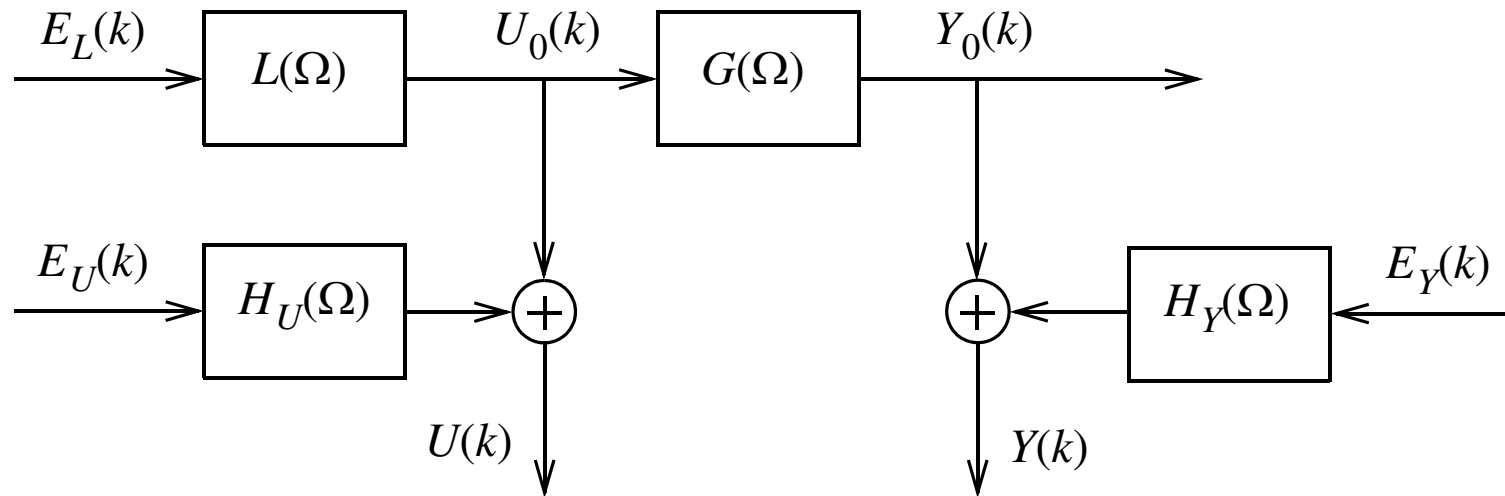 E_L(k) L(Ω) U_0(k) G(Ω) Y_0(k)
E_U(k) H_U(Ω) + + H_Y(Ω) E_Y(k)
U(k) Y(k)